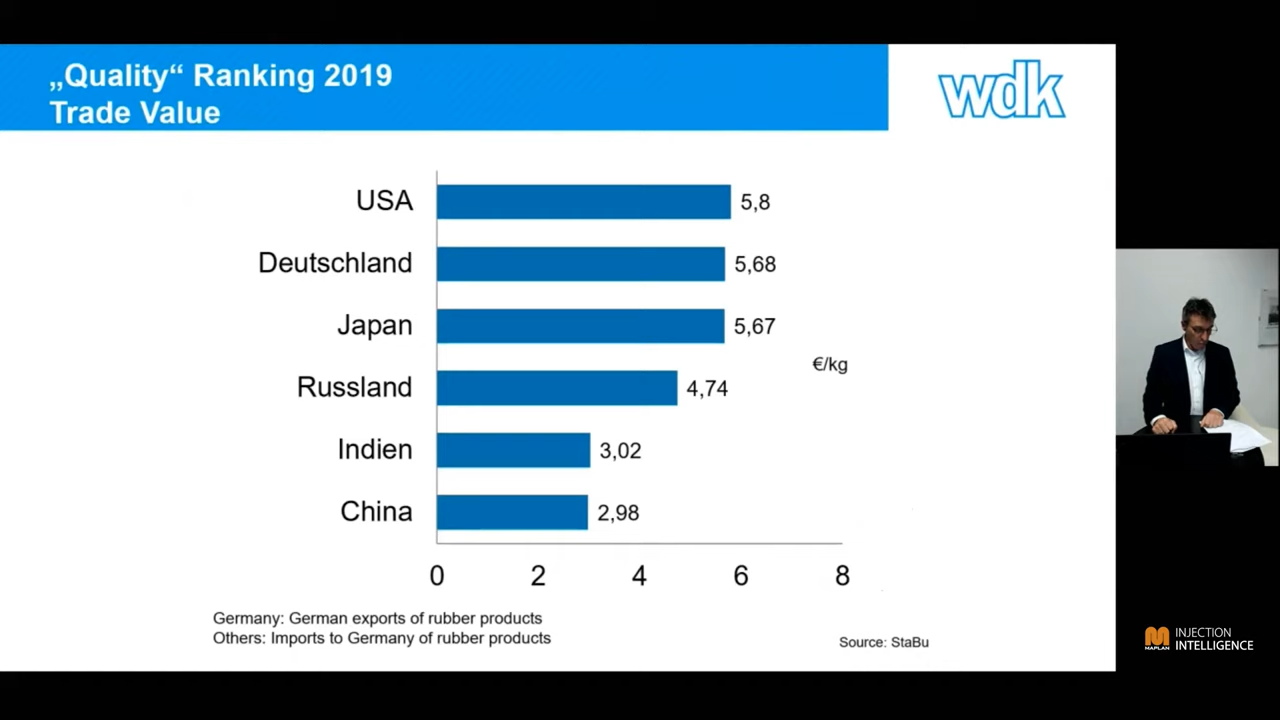 „Quality“ Ranking 2019
Trade Value
wdk
USA 5,8
Deutschland 5,68
Japan 5,67
€/kg
Russland 4,74
Indien 3,02
China 2,98
0 2 4 6 8
Germany: German exports of rubber products
Others: Imports to Germany of rubber products
Source: StaBu
MAPLAN
INJECTION
INTELLIGENCE